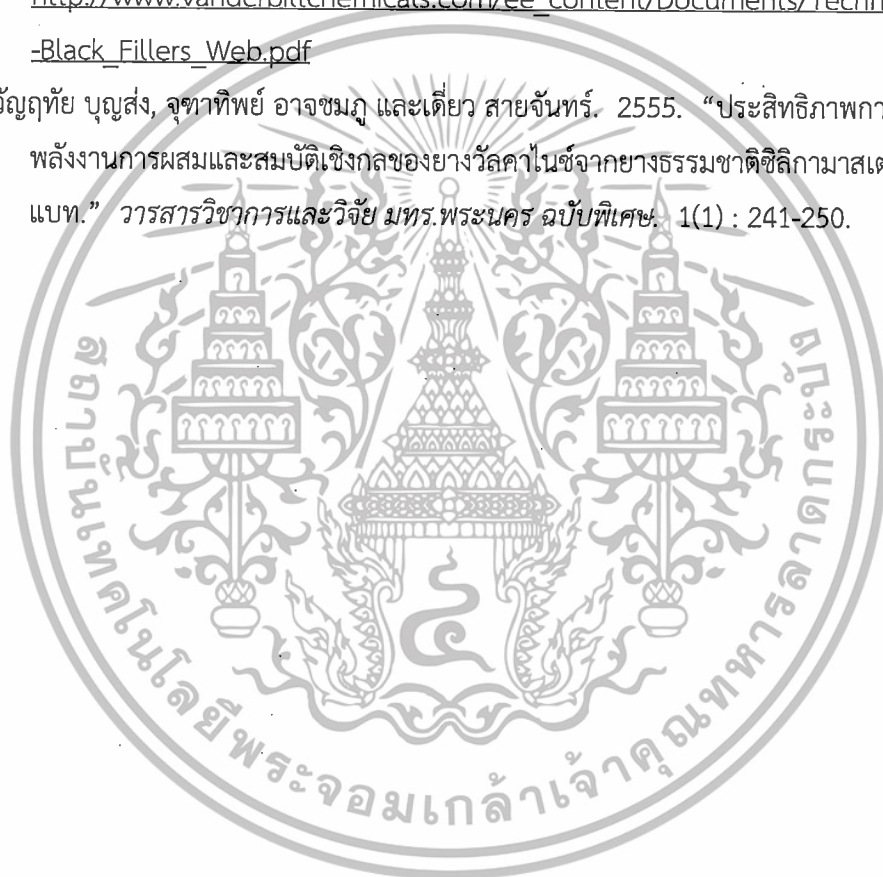 http://www.vanderbiltchemicals.com/ee_content/Documents/Techn
-Black_Fillers_Web.pdf
วัญฤทัย บุญส่ง, จุฑาทิพย์ อาจชมภู และเดี่ยว สายจันทร์. 2555. “ประสิทธิภาพกา
พลังงานการผสมและสมบัติเชิงกลของยางวัลคาไนซ์จากยางธรรมชาติซิลิกามาสเต
แบท.” วารสารวิชาการและวิจัย มทร.พระนคร ฉบับพิเศษ. 1(1) : 241-250.
สถาบันเทคโนโลยีพระจอมเกล้าเจ้าคุณทหารลาดกระบัง
๔